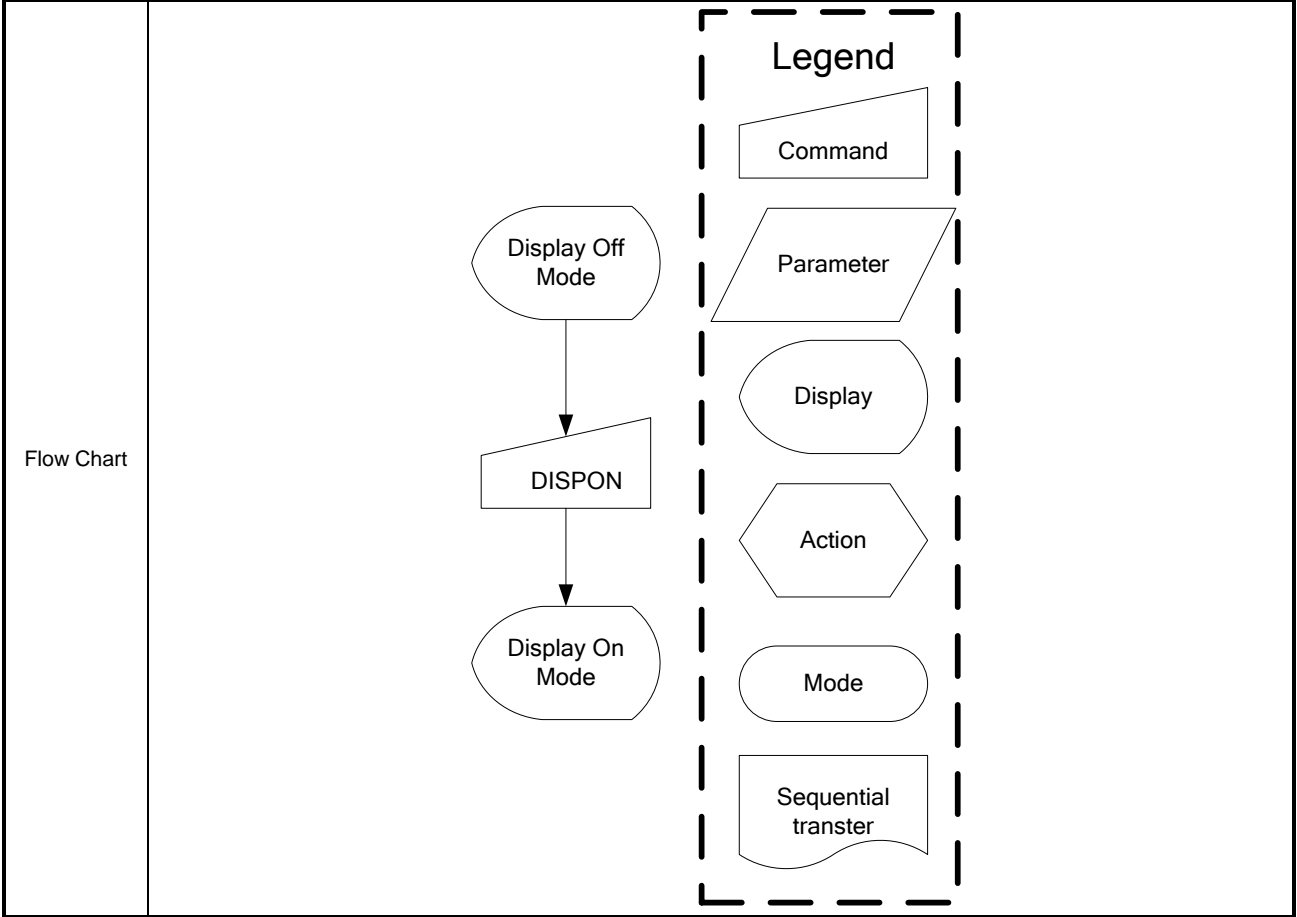 Flow Chart
Display Off
Mode
DISPON
Display On
Mode
Legend
Command
Parameter
Display
Action
Mode
Sequential
transter